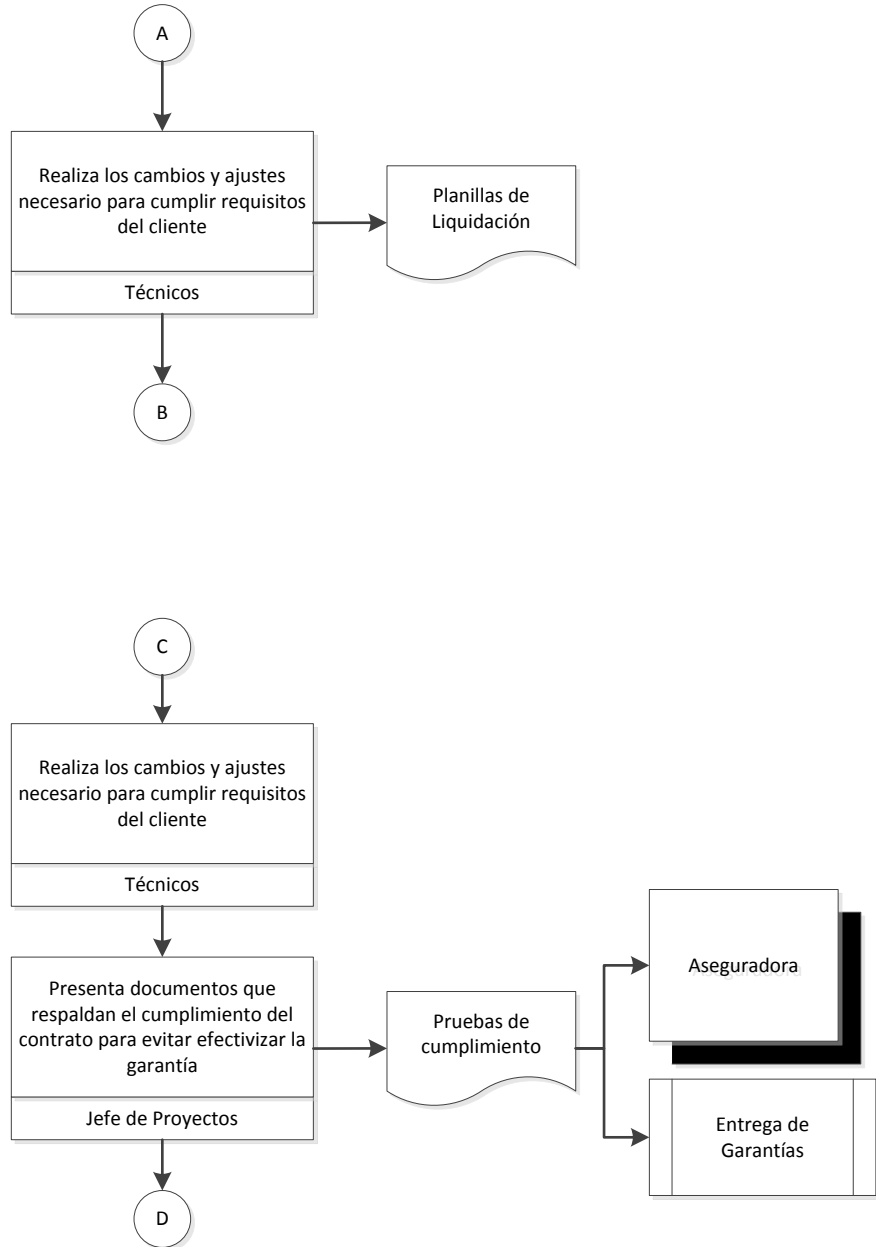 A
Realiza los cambios y ajustes
necesario para cumplir requisitos
del cliente
Técnicos
Planillas de
Liquidación
B
C
Realiza los cambios y ajustes
necesario para cumplir requisitos
del cliente
Técnicos
Presenta documentos que
respaldan el cumplimiento del
contrato para evitar efectivizar la
garantía
Jefe de Proyectos
Pruebas de
cumplimiento
Aseguradora
Entrega de
Garantías
D